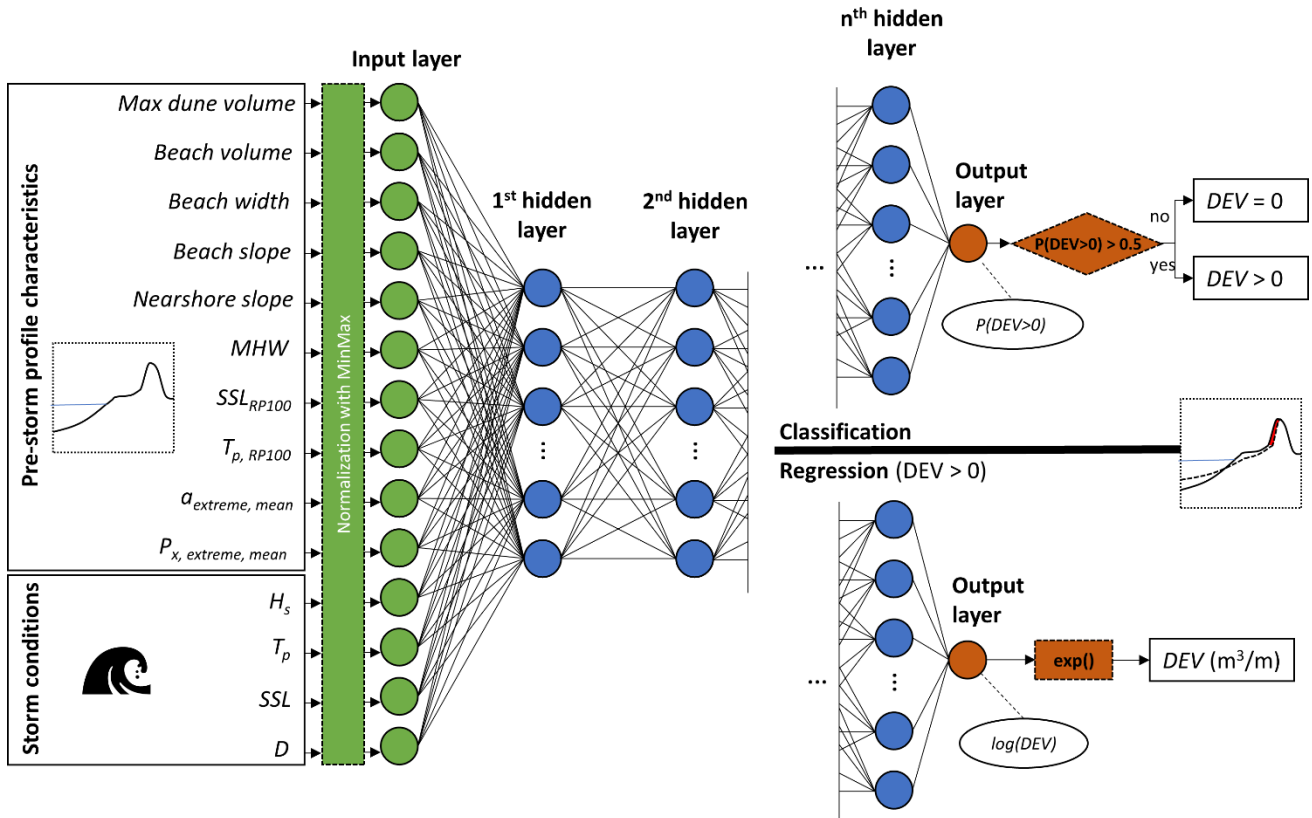 Input layer
Pre-storm profile characteristics
Max dune volume
Beach volume
Beach width
Beach slope
Nearshore slope
MHW
SSL_RP100
T_p, RP100
a_extreme, mean
P_x, extreme, mean
Storm conditions
H_s
T_p
SSL
D
Normalization with MinMax
1st hidden
layer
2nd hidden
layer
nth hidden
layer
...
...
...
Output
layer
P(DEV>0) > 0.5
no
yes
DEV = 0
DEV > 0
P(DEV>0)
...
Classification
Regression (DEV > 0)
Output
layer
exp()
DEV (m³/m)
log(DEV)
...
...